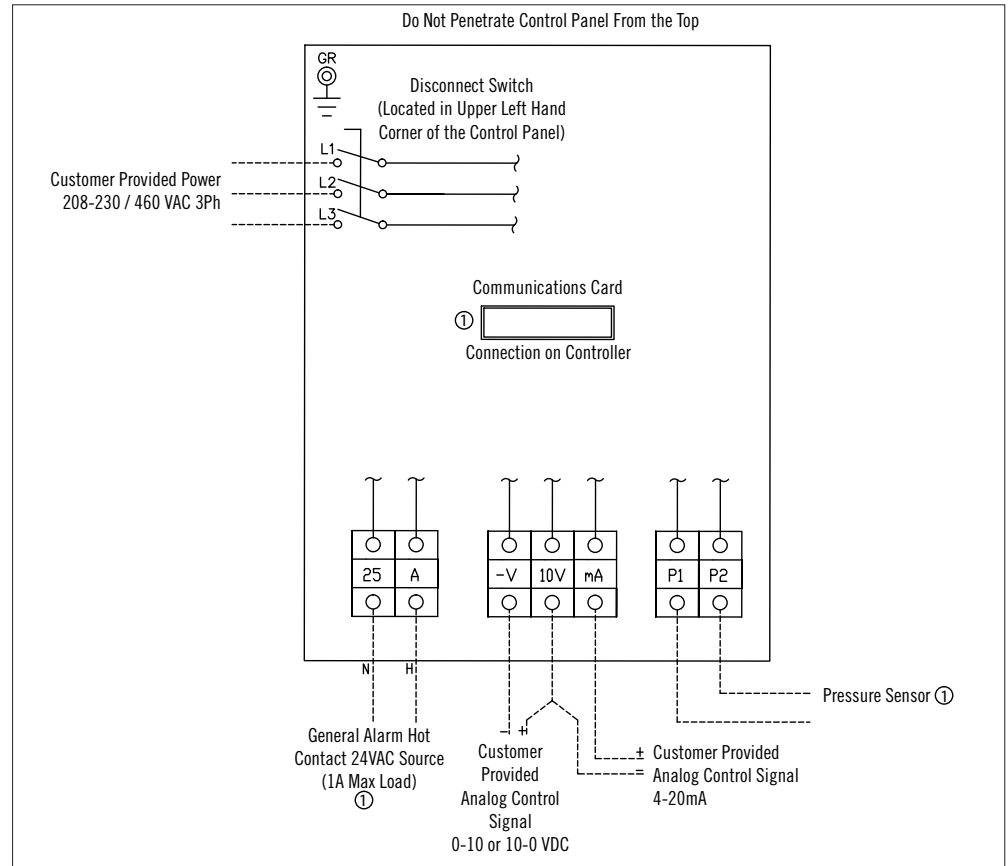 Do Not Penetrate Control Panel From the Top
GR
Disconnect Switch
(Located in Upper Left Hand
Corner of the Control Panel)
L1
L2
L3
Customer Provided Power
208-230 / 460 VAC 3Ph
Communications Card
①
Connection on Controller
25 A
-V 10V mA
P1 P2
N H
Pressure Sensor ①
General Alarm Hot
Contact 24VAC Source
(1A Max Load)
①
- +
Customer
Provided
Analog Control
Signal
0-10 or 10-0 VDC
± Customer Provided
= Analog Control Signal
4-20mA